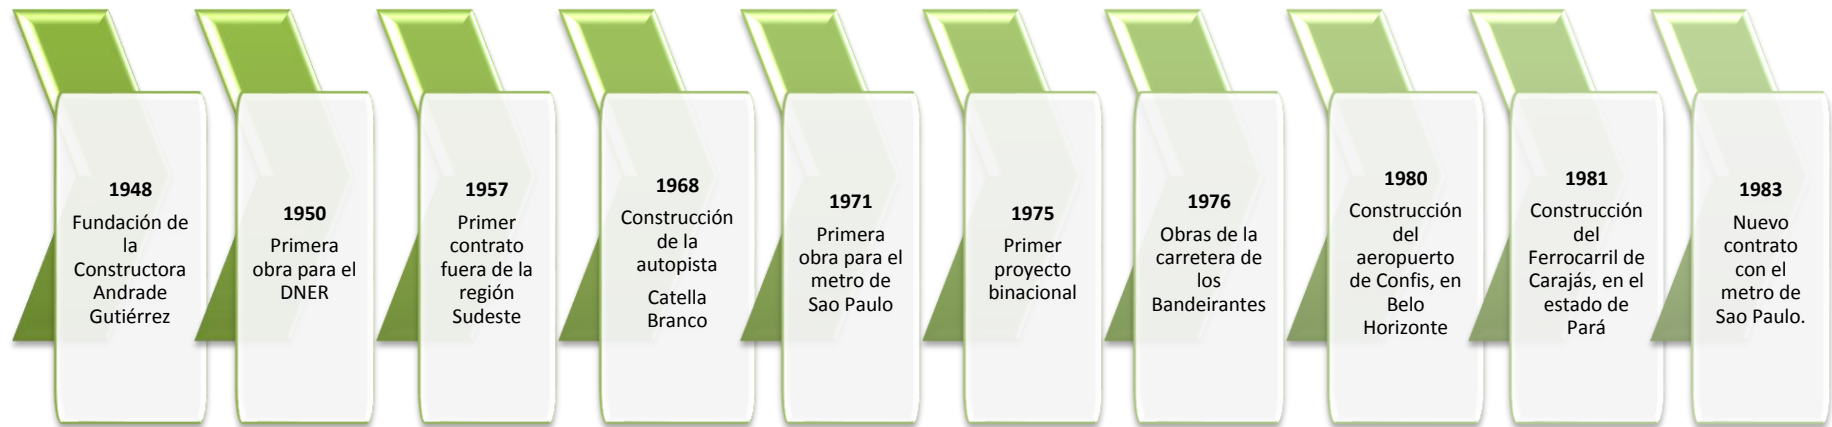 1948
Fundación de
la
Constructora
Andrade
Gutiérrez
1950
Primera
obra para el
DNER
1957
Primer
contrato
fuera de la
región
Sudeste
1968
Construcción
de la
autopista
Catella
Branco
1971
Primera
obra para el
metro de
Sao Paulo
1975
Primer
proyecto
binacional
1976
Obras de la
carretera de
los
Bandeirantes
1980
Construcción
del
aeropuerto
de Confis, en
Belo
Horizonte
1981
Construcción
del
Ferrocarril de
Carajás, en el
estado de
Pará
1983
Nuevo
contrato
con el
metro de
Sao Paulo.